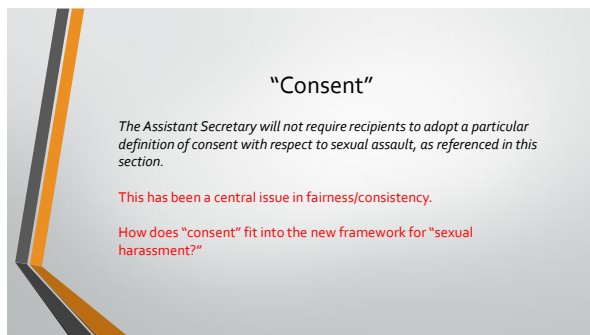 “Consent”
The Assistant Secretary will not require recipients to adopt a particular
definition of consent with respect to sexual assault, as referenced in this
section.
This has been a central issue in fairness/consistency.
How does “consent” fit into the new framework for “sexual
harassment?”